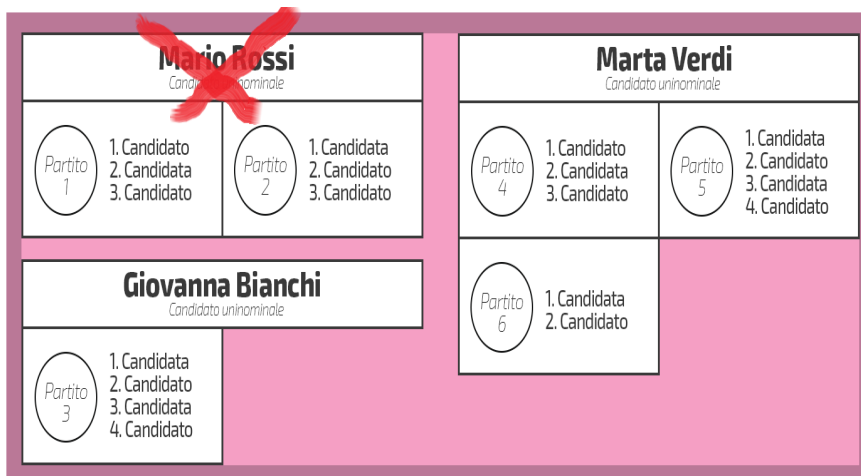 Mario Rossi
Candidato uninominale
Partito
1
1. Candidato
2. Candidata
3. Candidato
Partito
2
1. Candidata
2. Candidato
3. Candidato
Giovanna Bianchi
Candidato uninominale
Partito
3
1. Candidata
2. Candidato
3. Candidata
4. Candidato
Marta Verdi
Candidato uninominale
Partito
4
1. Candidato
2. Candidata
3. Candidato
Partito
5
1. Candidata
2. Candidato
3. Candidata
4. Candidato
Partito
6
1. Candidata
2. Candidato